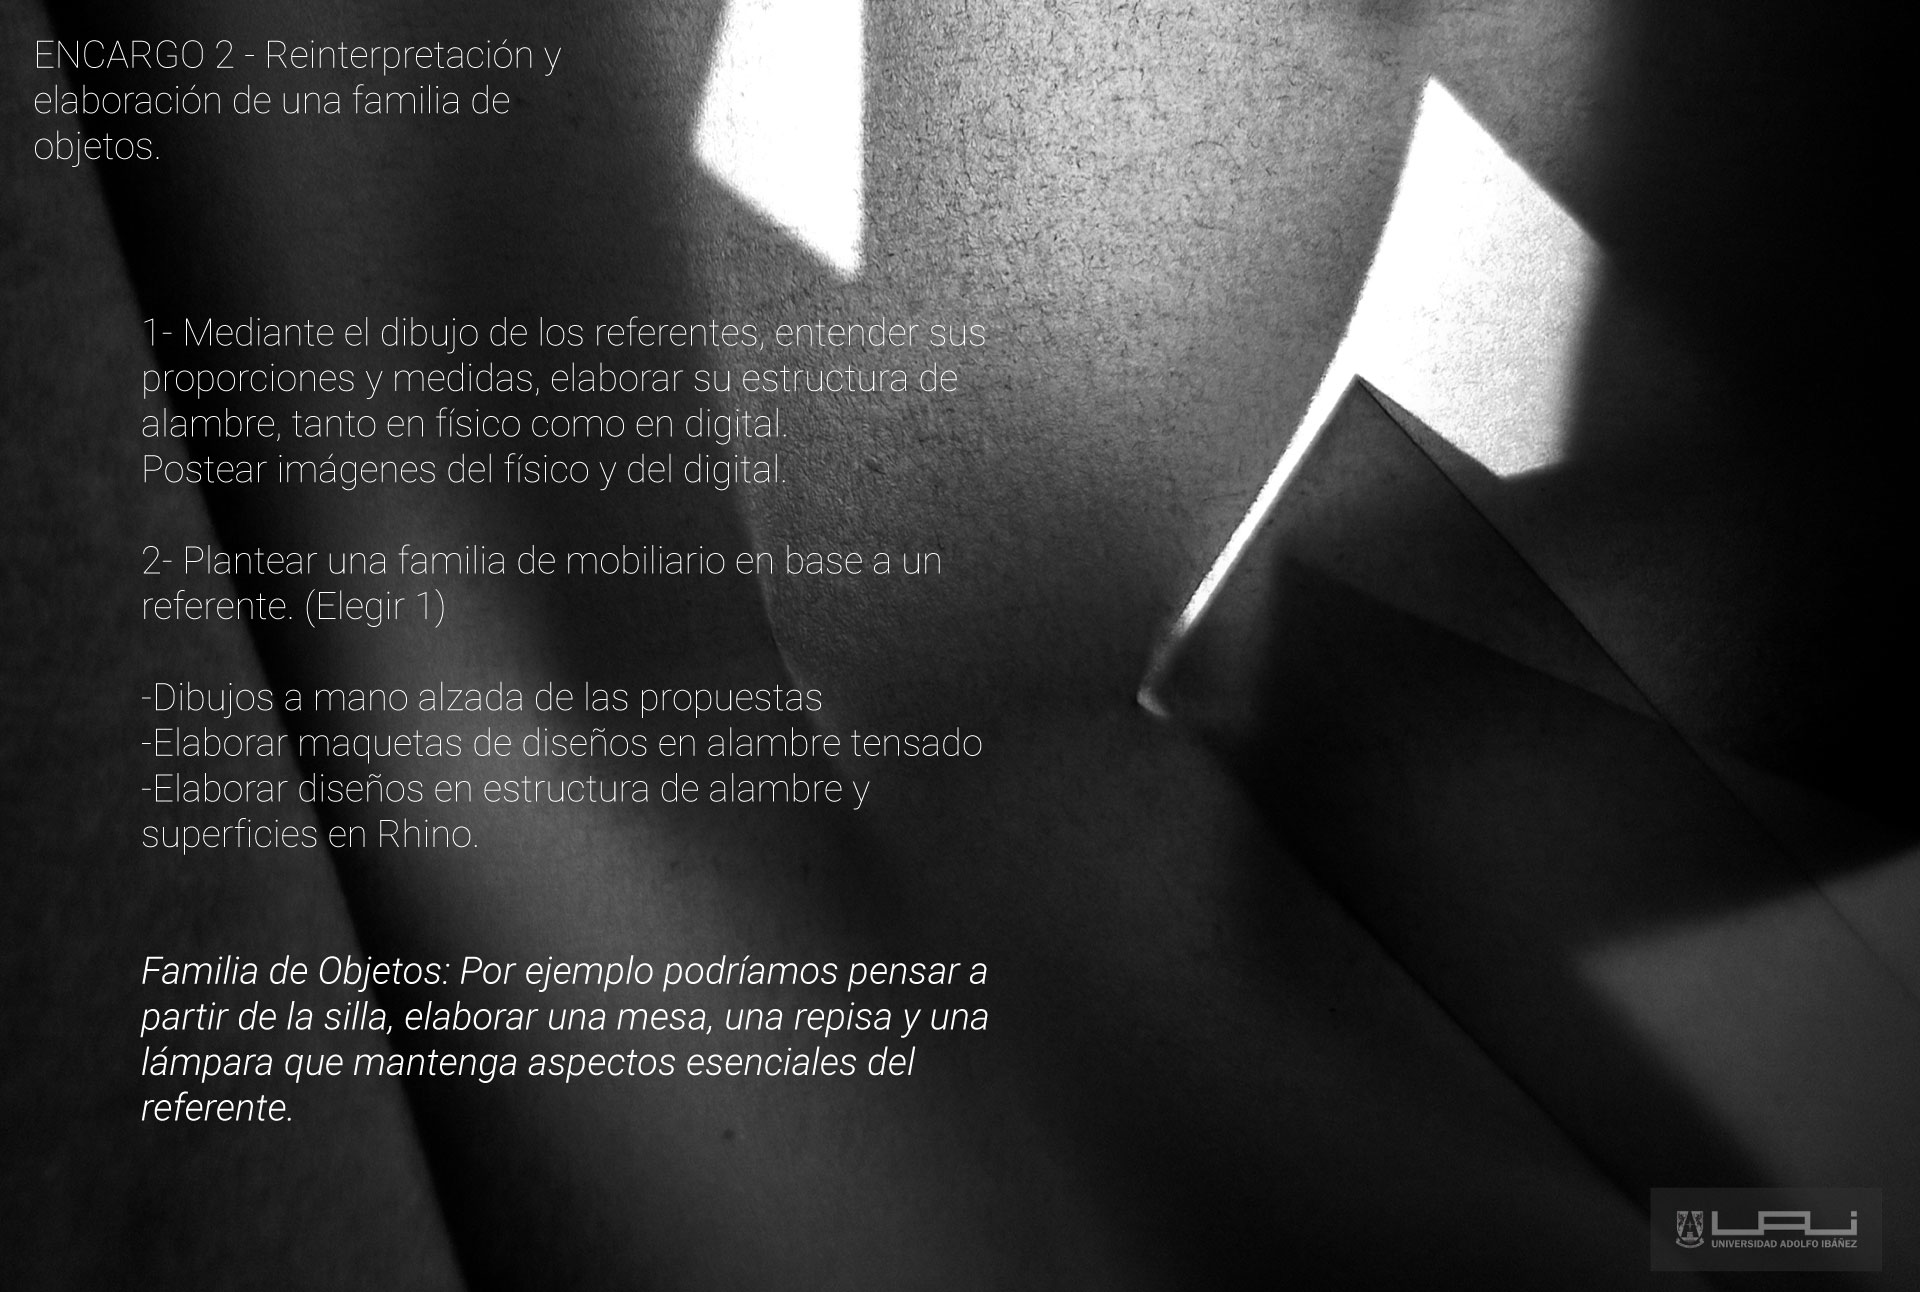 ENCARGO 2 - Reinterpretación y
elaboración de una familia de
objetos.
1- Mediante el dibujo de los referentes, entender sus
proporciones y medidas, elaborar su estructura de
alambre, tanto en físico como en digital.
Postear imágenes del físico y del digital.
2- Plantear una familia de mobiliario en base a un
referente. (Elegir 1)
-Dibujos a mano alzada de las propuestas
-Elaborar maquetas de diseños en alambre tensado
-Elaborar diseños en estructura de alambre y
superficies en Rhino.
Familia de Objetos: Por ejemplo podríamos pensar a
partir de la silla, elaborar una mesa, una repisa y una
lámpara que mantenga aspectos esenciales del
referente.
UAI
UNIVERSIDAD ADOLFO IBÁÑEZ